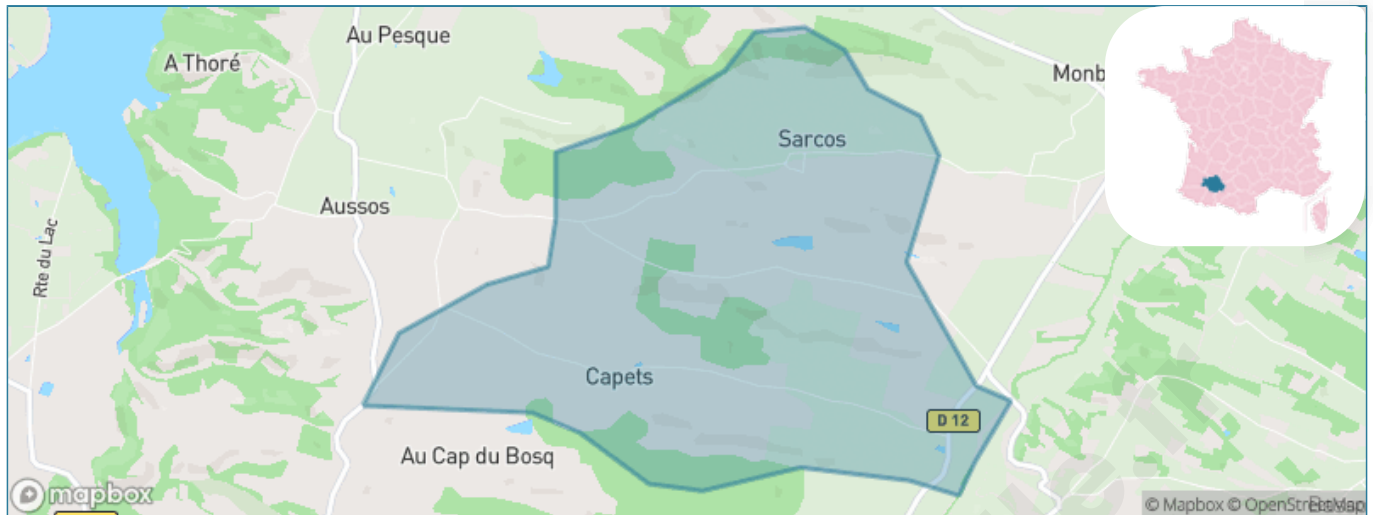 Au Pesque
A Thoré
Monb
Sarcos
Aussos
Rte du Lac
Capets
D 12
Au Cap du Bosq
mapbox
© Mapbox © OpenStreetMap